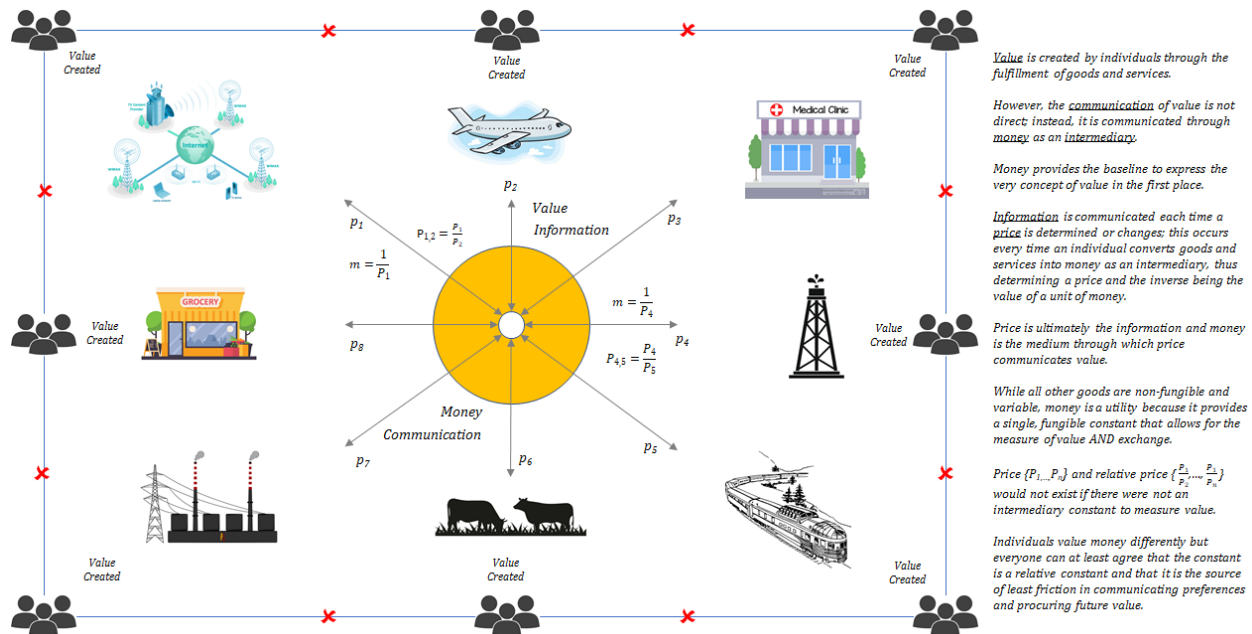 Value
Created
Value
Created
Value
Created
Internet
Medical Clinic
p2
p1
p3
Value
Information
P1,2 = P1/P2
m = 1/P1
GROCERY
Value
Created
m = 1/P4
Value
Created
p8
p4
P4,5 = P4/P5
Money
Communication
p7
p6
p5
Value
Created
Value
Created
Value
Created
Value is created by individuals through the
fulfillment of goods and services.
However, the communication of value is not
direct; instead, it is communicated through
money as an intermediary.
Money provides the baseline to express the
very concept of value in the first place.
Information is communicated each time a
price is determined or changes; this occurs
every time an individual converts goods and
services into money as an intermediary, thus
determining a price and the inverse being the
value of a unit of money.
Price is ultimately the information and money
is the medium through which price
communicates value.
While all other goods are non-fungible and
variable, money is a utility because it provides
a single, fungible constant that allows for the
measure of value AND exchange.
Price {P1,...,Pn} and relative price {P1/P2,..., P1/Pn}
would not exist if there were not an
intermediary constant to measure value.
Individuals value money differently but
everyone can at least agree that the constant
is a relative constant and that it is the source
of least friction in communicating preferences
and procuring future value.